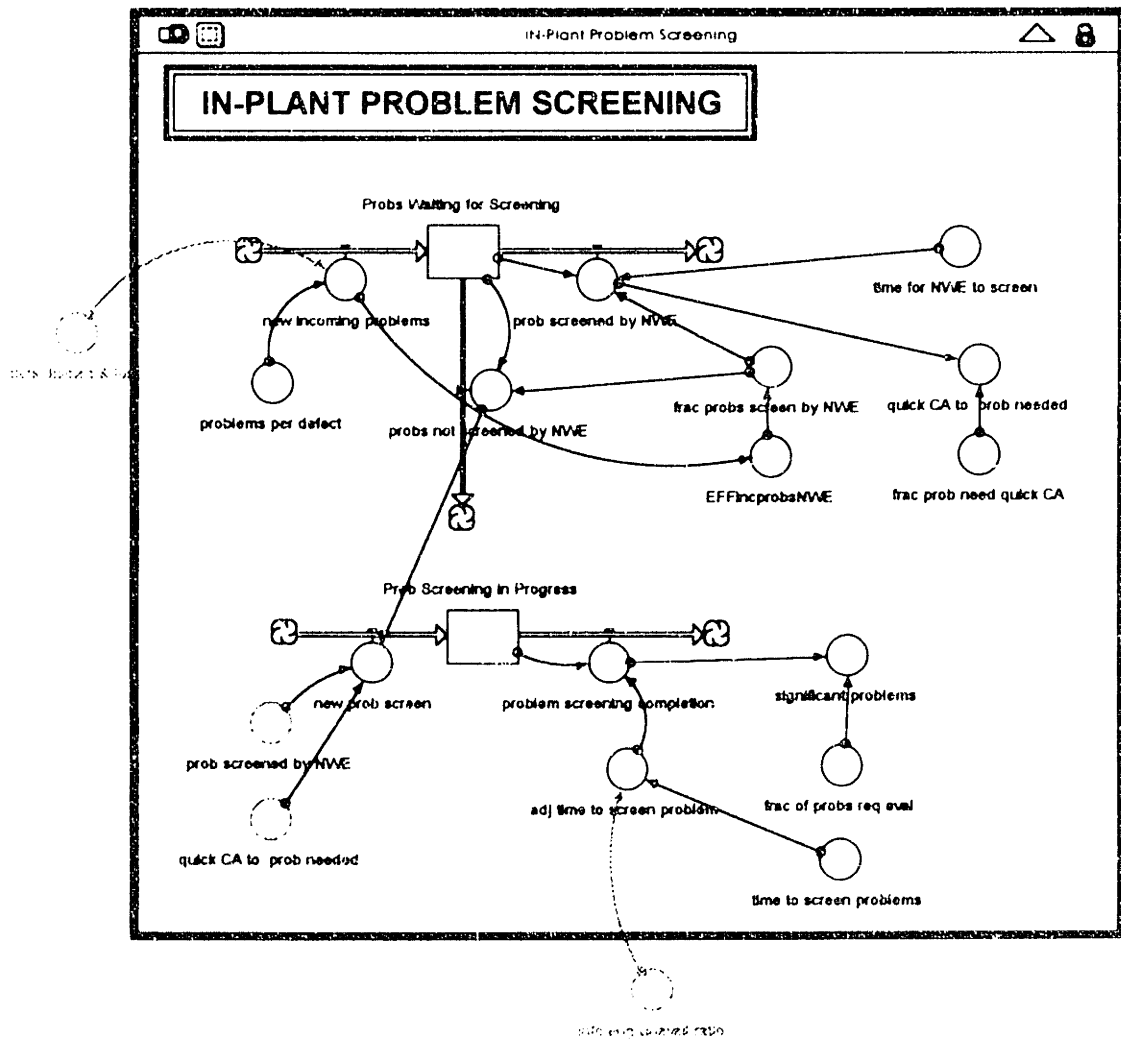 IN-Plant Problem Screening
IN-PLANT PROBLEM SCREENING
Probs Waiting for Screening
time for NWE to screen
new incoming problems
prob screened by NWE
problems per defect
probs not screened by NWE
frac probs screen by NWE
quick CA to prob needed
EFFincprobsNWE
frac prob need quick CA
Prob Screening in Progress
new prob screen
problem screening completion
significant problems
prob screened by NWE
adj time to screen problem
frac of probs req eval
quick CA to prob needed
time to screen problems
ratio